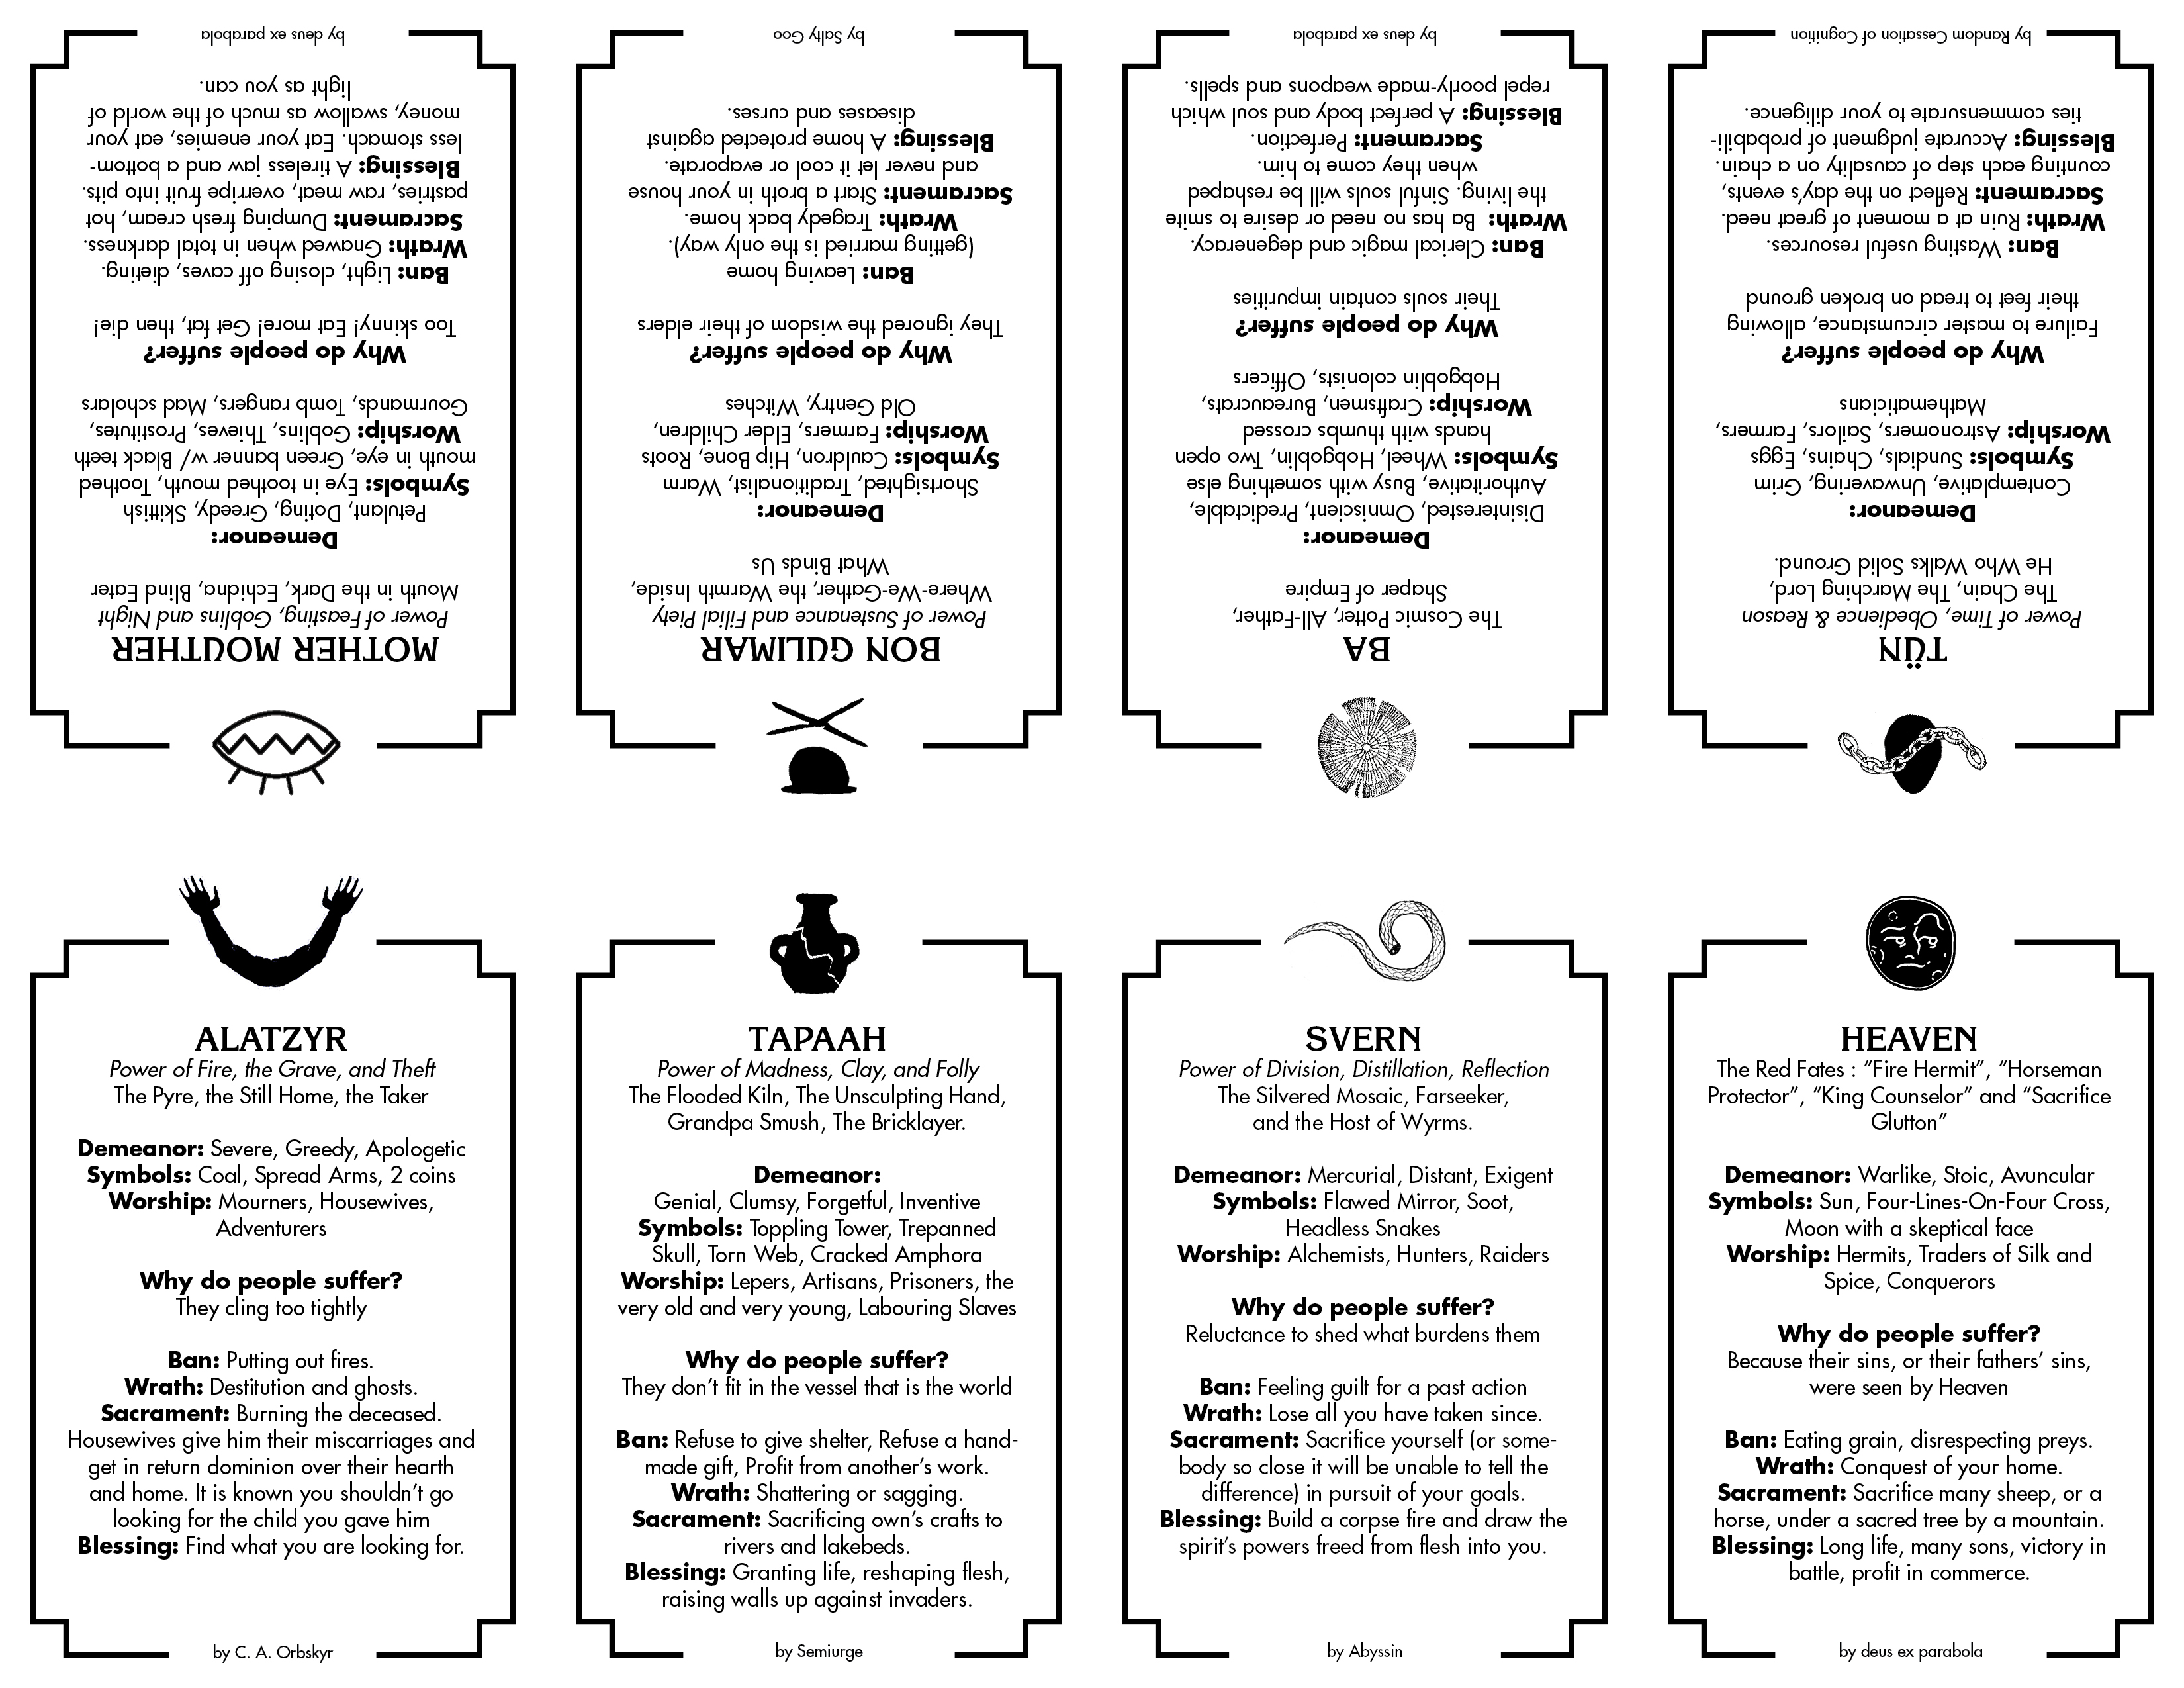 MOTHER MOUTHER
Power of Feasting, Goblins and Night
Mouth in the Dark, Echidna, Blind Eater
Demeanor:
Petulant, Doting, Greedy, Skittish
Symbols: Eye in toothed mouth, Toothed
mouth in eye, Green banner w/ Black teeth
Worship: Goblins, Thieves, Prostitutes,
Gourmands, Tomb rangers, Mad scholars
Why do people suffer?
Too skinny! Eat more! Get fat, then die!
Ban: Light, closing off caves, dieting.
Wrath: Gnawed when in total darkness.
Sacrament: Dumping fresh cream, hot
pastries, raw meat, overripe fruit into pits.
Blessing: A tireless jaw and a bottom-
less stomach. Eat your enemies, eat your
money, swallow as much of the world of
light as you can.
by deus ex parabola
BON GULIMAR
Power of Sustenance and Filial Piety
Where-We-Gather, the Warmth Inside,
What Binds Us
Demeanor:
Shortsighted, Traditionalist, Warm
Symbols: Cauldron, Hip Bone, Roots
Worship: Farmers, Elder Children,
Old Gentry, Witches
Why do people suffer?
They ignored the wisdom of their elders
Ban: Leaving home
(getting married is the only way).
Wrath: Tragedy back home.
Sacrament: Start a broth in your house
and never let it cool or evaporate.
Blessing: A home protected against
diseases and curses.
by Salty Goo
BA
The Cosmic Potter, All-Father,
Shaper of Empire
Demeanor:
Disinterested, Omniscient, Predictable,
Authoritative, Busy with something else
Symbols: Wheel, Hobgoblin, Two open
hands with thumbs crossed
Worship: Craftsmen, Bureaucrats,
Hobgoblin colonists, Officers
Why do people suffer?
Their souls contain impurities
Ban: Clerical magic and degeneracy.
Wrath: Ba has no need or desire to smite
the living. Sinful souls will be reshaped
when they come to him.
Sacrament: Perfection.
Blessing: A perfect body and soul which
repel poorly-made weapons and spells.
by deus ex parabola
TÜN
Power of Time, Obedience & Reason
The Chain, The Marching Lord,
He Who Walks Solid Ground.
Demeanor:
Contemplative, Unwavering, Grim
Symbols: Sundials, Chains, Eggs
Worship: Astronomers, Sailors, Farmers,
Mathematicians
Why do people suffer?
Failure to master circumstance, allowing
their feet to tread on broken ground
Ban: Wasting useful resources.
Wrath: Ruin at a moment of great need.
Sacrament: Reflect on the day's events,
counting each step of causality on a chain.
Blessing: Accurate judgment of probabili-
ties commensurate to your diligence.
by Random Cessation of Cognition
ALATZYR
Power of Fire, the Grave, and Theft
The Pyre, the Still Home, the Taker
Demeanor: Severe, Greedy, Apologetic
Symbols: Coal, Spread Arms, 2 coins
Worship: Mourners, Housewives,
Adventurers
Why do people suffer?
They cling too tightly
Ban: Putting out fires.
Wrath: Destitution and ghosts.
Sacrament: Burning the deceased.
Housewives give him their miscarriages and
get in return dominion over their hearth
and home. It is known you shouldn't go
looking for the child you gave him
Blessing: Find what you are looking for.
by C. A. Orbskyr
TAPAAH
Power of Madness, Clay, and Folly
The Flooded Kiln, The Unsculpting Hand,
Grandpa Smush, The Bricklayer.
Demeanor:
Genial, Clumsy, Forgetful, Inventive
Symbols: Toppling Tower, Trepanned
Skull, Torn Web, Cracked Amphora
Worship: Lepers, Artisans, Prisoners, the
very old and very young, Labouring Slaves
Why do people suffer?
They don't fit in the vessel that is the world
Ban: Refuse to give shelter, Refuse a hand-
made gift, Profit from another's work.
Wrath: Shattering or sagging.
Sacrament: Sacrificing own's crafts to
rivers and lakebeds.
Blessing: Granting life, reshaping flesh,
raising walls up against invaders.
by Semiurge
SVERN
Power of Division, Distillation, Reflection
The Silvered Mosaic, Farseeker,
and the Host of Wyrms.
Demeanor: Mercurial, Distant, Exigent
Symbols: Flawed Mirror, Soot,
Headless Snakes
Worship: Alchemists, Hunters, Raiders
Why do people suffer?
Reluctance to shed what burdens them
Ban: Feeling guilt for a past action
Wrath: Lose all you have taken since.
Sacrament: Sacrifice yourself (or some-
body so close it will be unable to tell the
difference) in pursuit of your goals.
Blessing: Build a corpse fire and draw the
spirit's powers freed from flesh into you.
by Abyssin
HEAVEN
The Red Fates : "Fire Hermit", "Horseman
Protector", "King Counselor" and "Sacrifice
Glutton"
Demeanor: Warlike, Stoic, Avuncular
Symbols: Sun, Four-Lines-On-Four Cross,
Moon with a skeptical face
Worship: Hermits, Traders of Silk and
Spice, Conquerors
Why do people suffer?
Because their sins, or their fathers' sins,
were seen by Heaven
Ban: Eating grain, disrespecting preys.
Wrath: Conquest of your home.
Sacrament: Sacrifice many sheep, or a
horse, under a sacred tree by a mountain.
Blessing: Long life, many sons, victory in
battle, profit in commerce.
by deus ex parabola